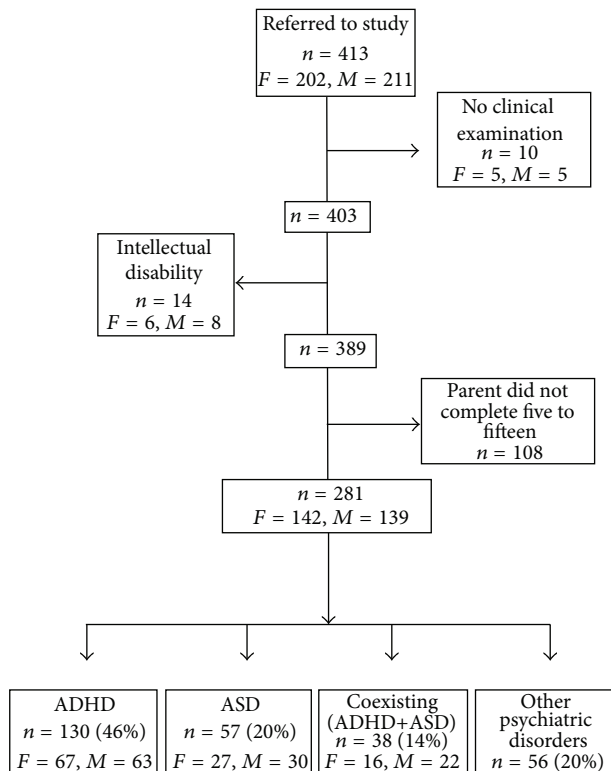 Referred to study
n = 413
F = 202, M = 211
No clinical
examination
n = 10
F = 5, M = 5
n = 403
Intellectual
disability
n = 14
F = 6, M = 8
n = 389
Parent did not
complete five to
fifteen
n = 108
n = 281
F = 142, M = 139
ADHD
n = 130 (46%)
F = 67, M = 63
ASD
n = 57 (20%)
F = 27, M = 30
Coexisting
(ADHD+ASD)
n = 38 (14%)
F = 16, M = 22
Other
psychiatric
disorders
n = 56 (20%)